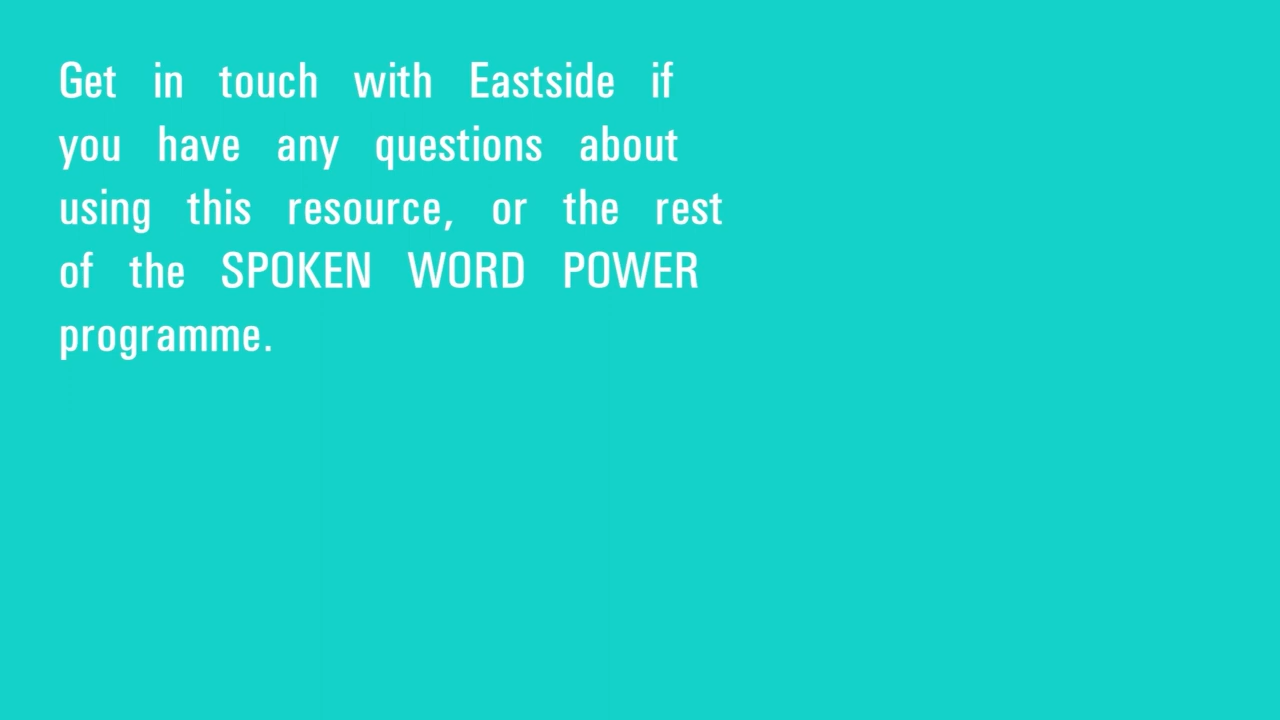 Get in touch with Eastside if
you have any questions about
using this resource, or the rest
of the SPOKEN WORD POWER
programme.